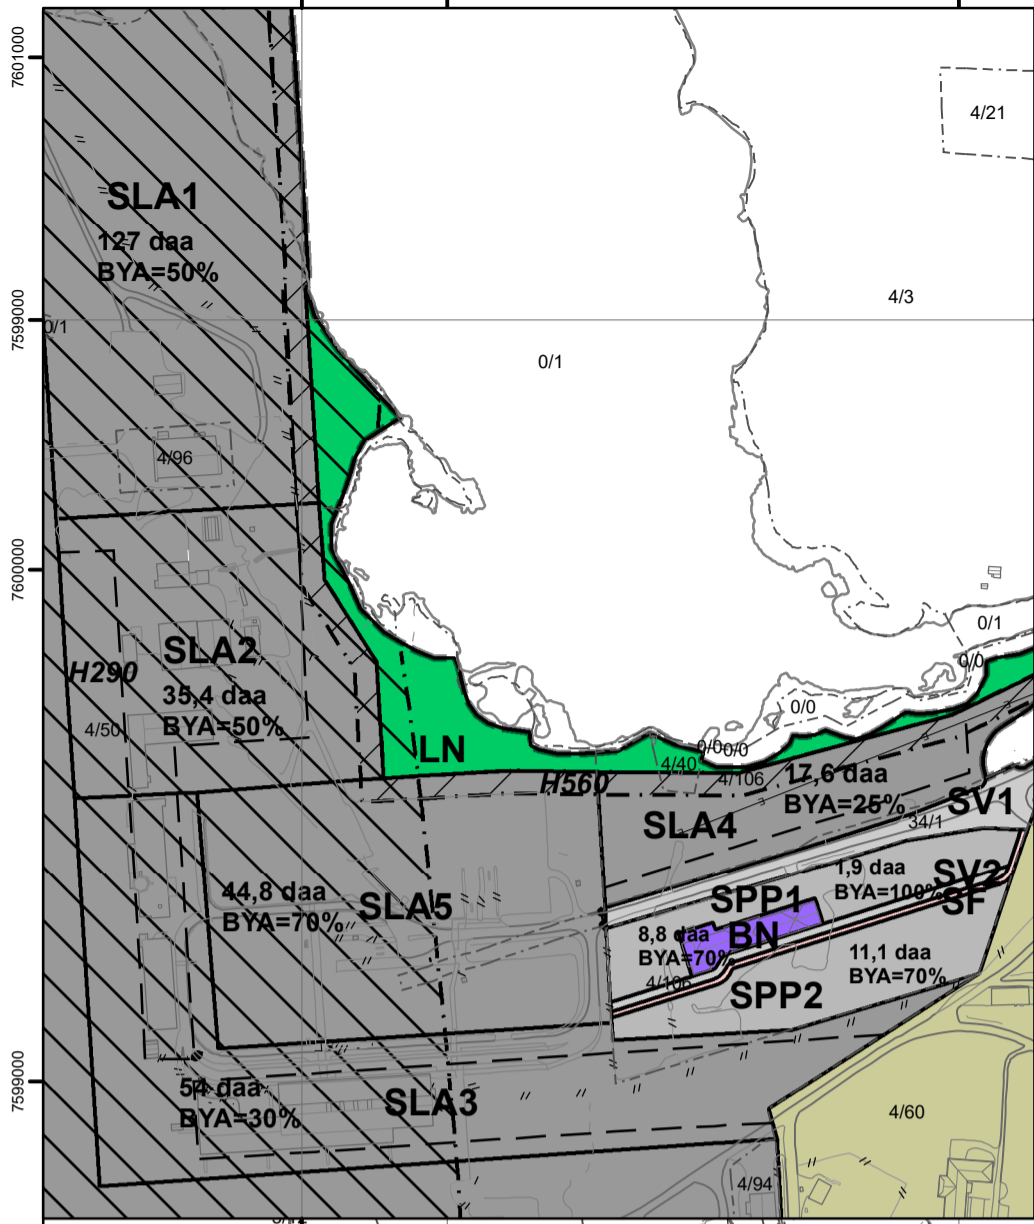 7601000
4/21
SLA1
127 daa
BYA=50%
4/3
7599000
0/1
0/1
4/96
7600000
0/1
SLA2
H290
35,4 daa
BYA=50%
4/50
0/0
0/0
LN
0/0
0/0
4/40
4/106
H560
17,6 daa
BYA=25%
SV1
SLA4
34/1
1,9 daa
BYA=100%
SV2
SF
44,8 daa
BYA=70%
SLA5
SPP1
8,8 daa
BYA=70%
BN
11,1 daa
BYA=70%
4/106
SPP2
7599000
54 daa
BYA=30%
SLA3
4/60
4/94